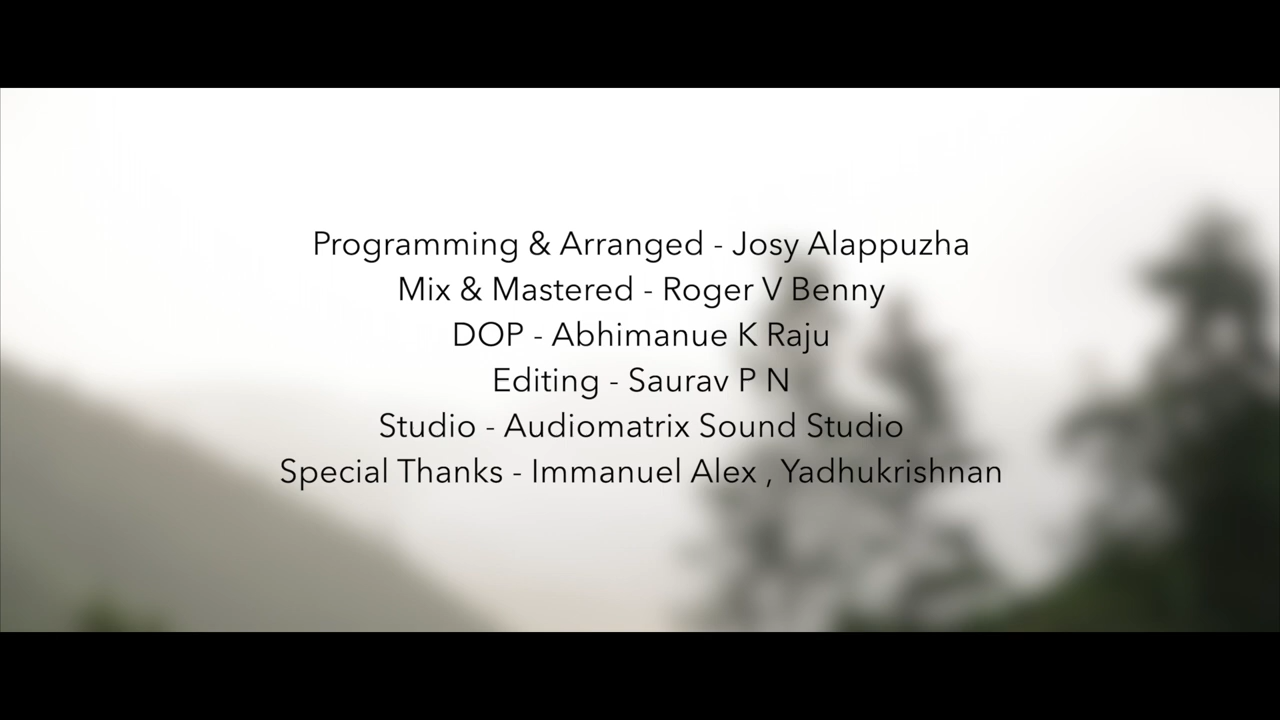 Programming & Arranged - Josy Alappuzha
Mix & Mastered - Roger V Benny
DOP - Abhimanue K Raju
Editing - Saurav P N
Studio - Audiomatrix Sound Studio
Special Thanks - Immanuel Alex , Yadhukrishnan